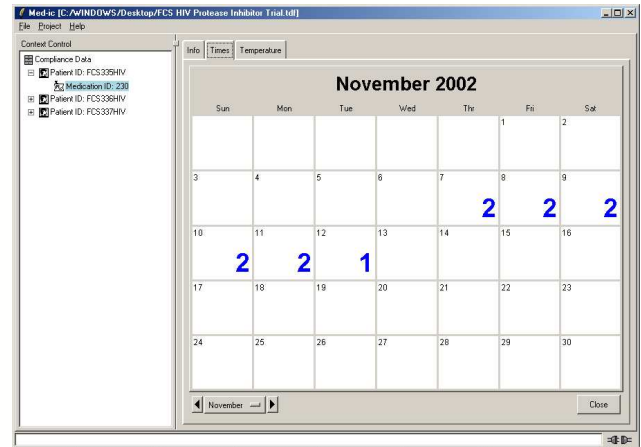 Med-ic [C:/WINDOWS/Desktop/FCS HIV Protease Inhibitor Trial.tdf]
File Project Help
Context Control
Compliance Data
Patient ID: FCS335HIV
Medication ID: 230
Patient ID: FCS336HIV
Patient ID: FCS337HIV
Info Times Temperature
November 2002
Sun Mon Tue Wed Thr Fri Sat
1 2
3 4 5 6 7 8 9
2 2 2
10 11 12 13 14 15 16
2 2 1
17 18 19 20 21 22 23
24 25 26 27 28 29 30
November
Close